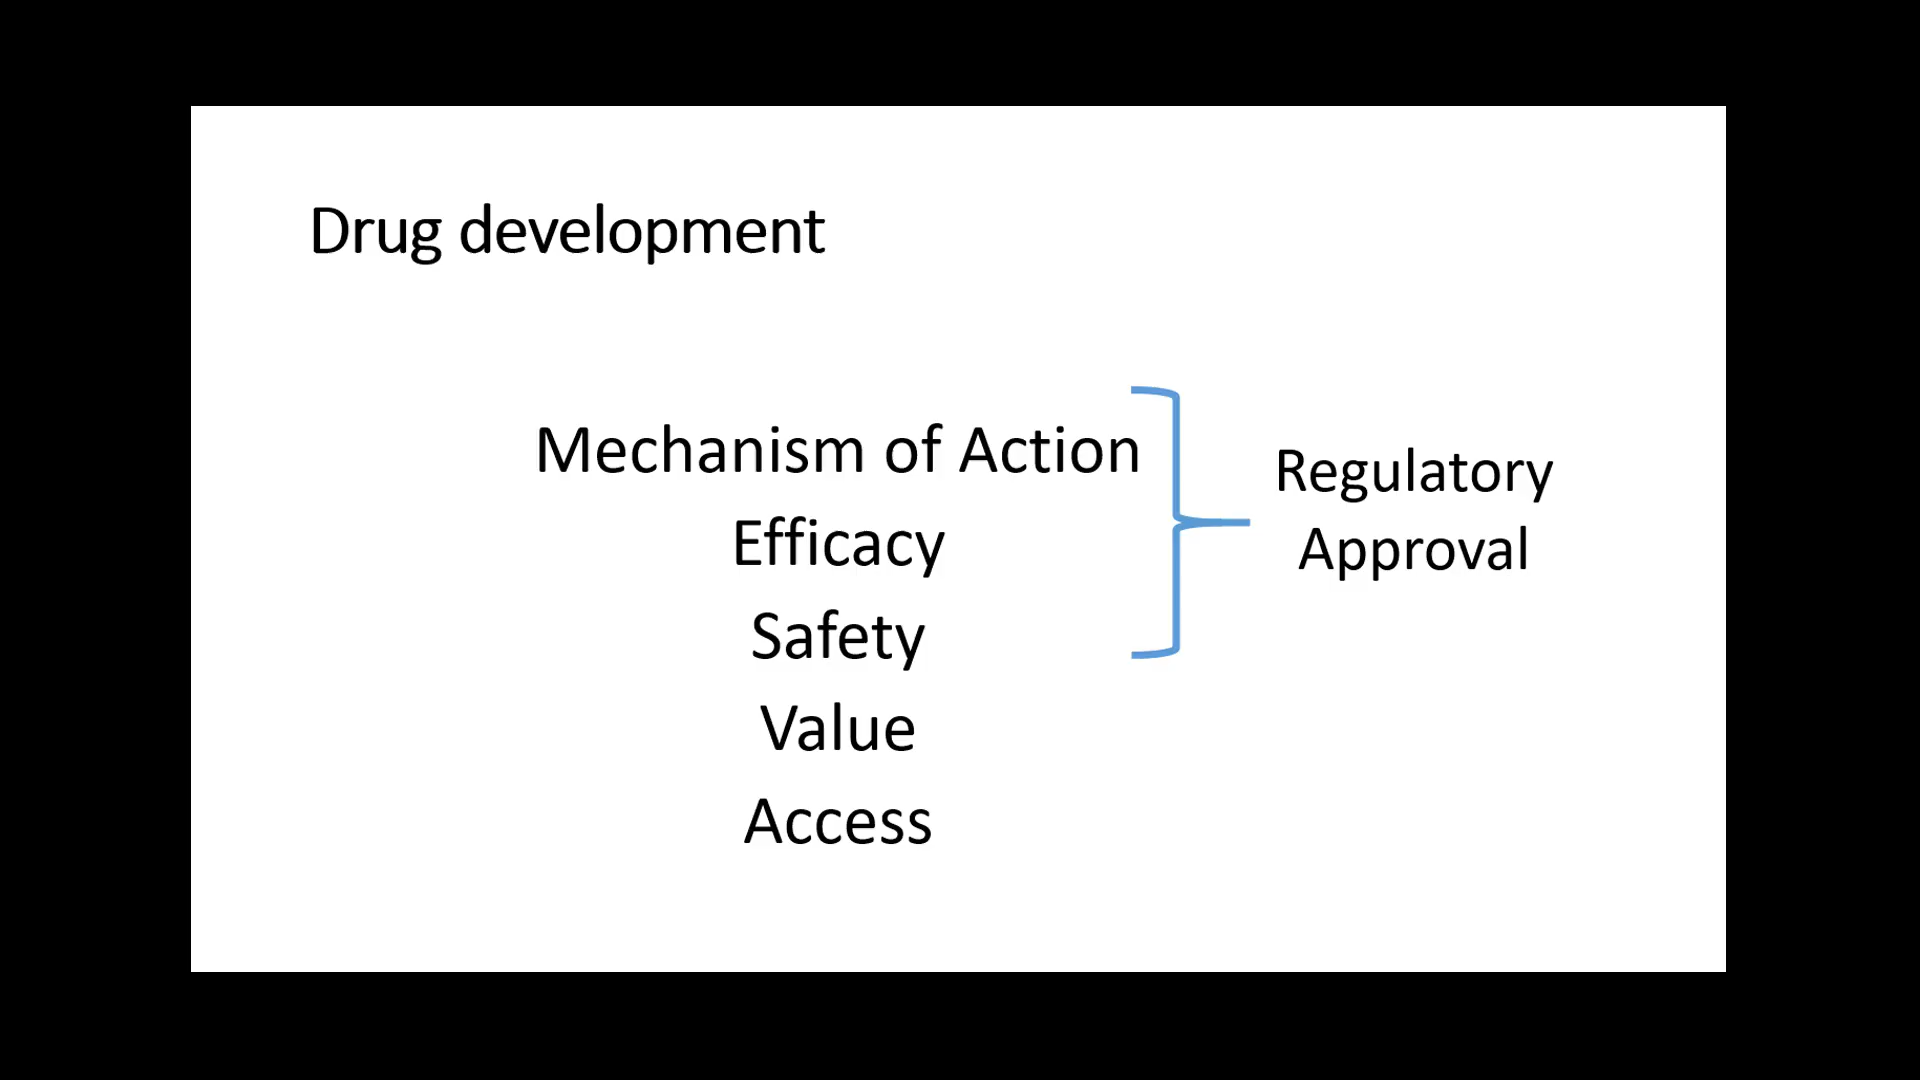 Drug development
Mechanism of Action
Efficacy
Safety
Value
Access
Regulatory
Approval